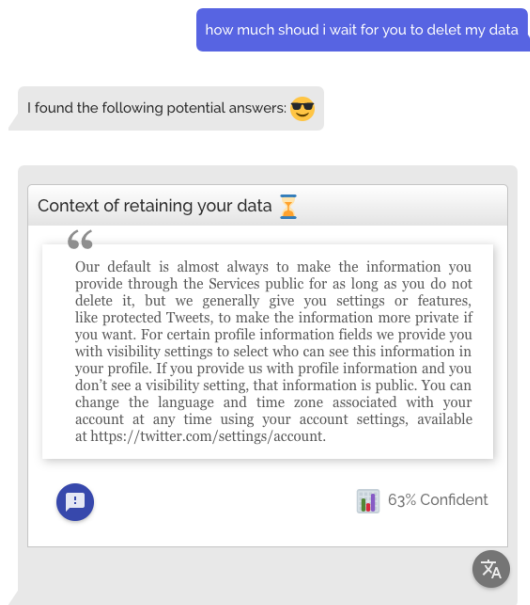 how much shoud i wait for you to delet my data
I found the following potential answers: 😎
Context of retaining your data ⏳
“
Our default is almost always to make the information you
provide through the Services public for as long as you do not
delete it, but we generally give you settings or features,
like protected Tweets, to make the information more private if
you want. For certain profile information fields we provide you
with visibility settings to select who can see this information in
your profile. If you provide us with profile information and you
don’t see a visibility setting, that information is public. You can
change the language and time zone associated with your
account at any time using your account settings, available
at https://twitter.com/settings/account.
📊 63% Confident